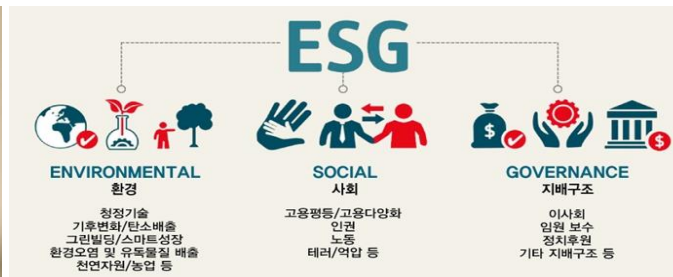 ESG
ENVIRONMENTAL
환경
청정기술
기후변화/탄소배출
그린빌딩/스마트성장
환경오염 및 유독물질 배출
천연자원/농업 등
SOCIAL
사회
고용평등/고용다양화
인권
노동
테러/억압 등
GOVERNANCE
지배구조
이사회
임원 보수
정치후원
기타 지배구조 등